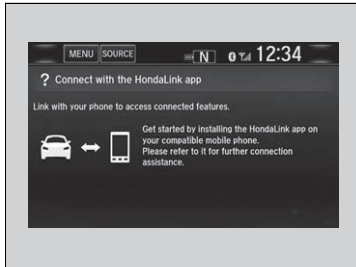 MENU SOURCE N 12:34
? Connect with the HondaLink app
Link with your phone to access connected features.
Get started by installing the HondaLink app on
your compatible mobile phone.
Please refer to it for further connection
assistance.